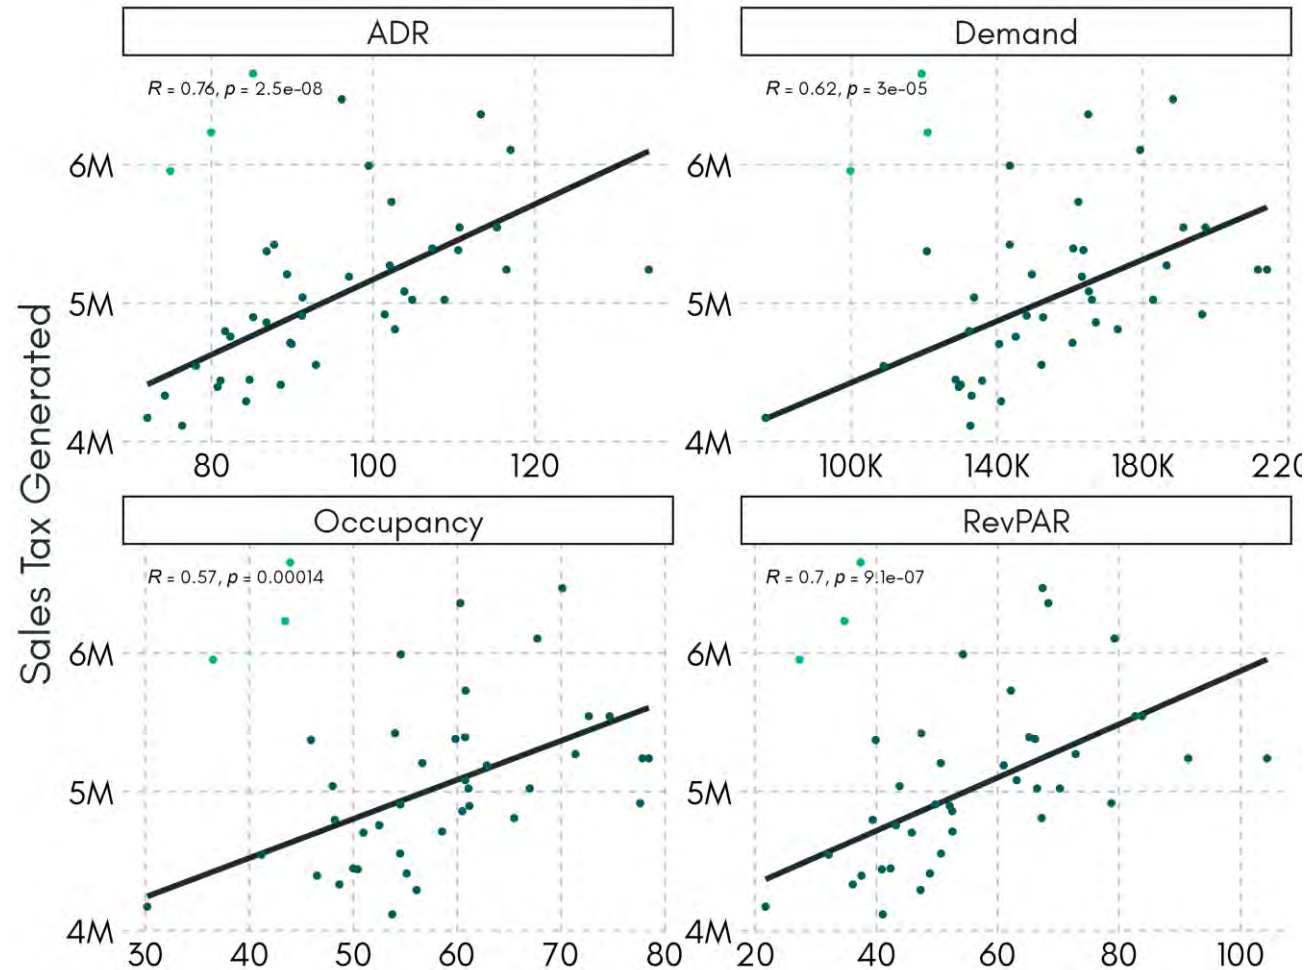 ADR
R = 0.76, p = 2.5e-08
6M
5M
4M
80 100 120
Demand
R = 0.62, p = 3e-05
6M
5M
4M
100K 140K 180K 220
Sales Tax Generated
Occupancy
R = 0.57, p = 0.00014
6M
5M
4M
30 40 50 60 70 80
RevPAR
R = 0.7, p = 9.1e-07
6M
5M
4M
20 40 60 80 100